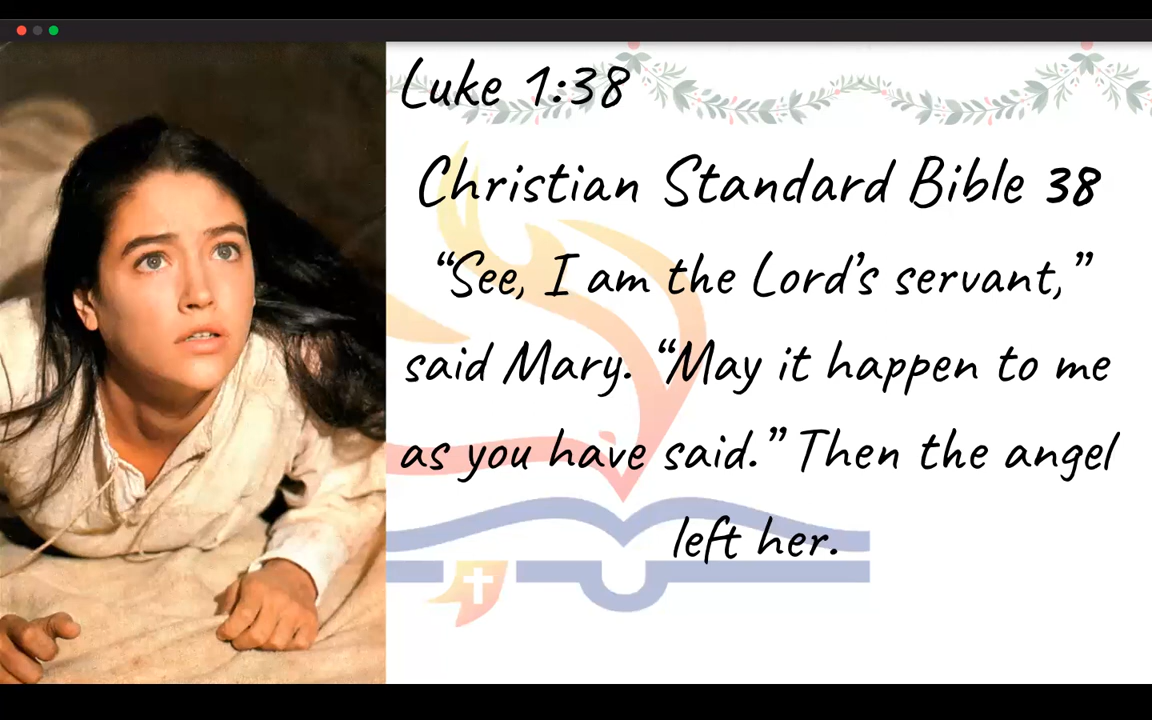 Luke 1:38
Christian Standard Bible 38
“See, I am the Lord’s servant,”
said Mary. “May it happen to me
as you have said.” Then the angel
left her.